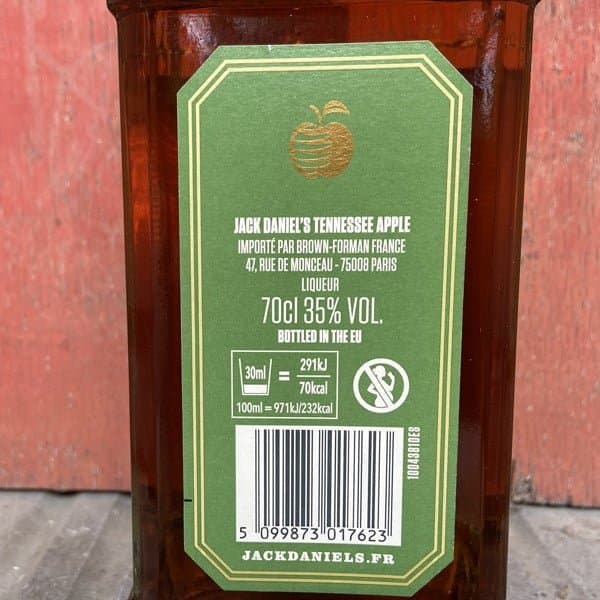 JACK DANIEL'S TENNESSEE APPLE
IMPORTÉ PAR BROWN-FORMAN FRANCE
47, RUE DE MONCEAU - 75008 PARIS
LIQUEUR
70cl 35% VOL.
BOTTLED IN THE EU
30ml = 291kJ
70kcal
100ml = 971kJ/232kcal
100438IDES
5 099873 017623
JACKDANIELS.FR